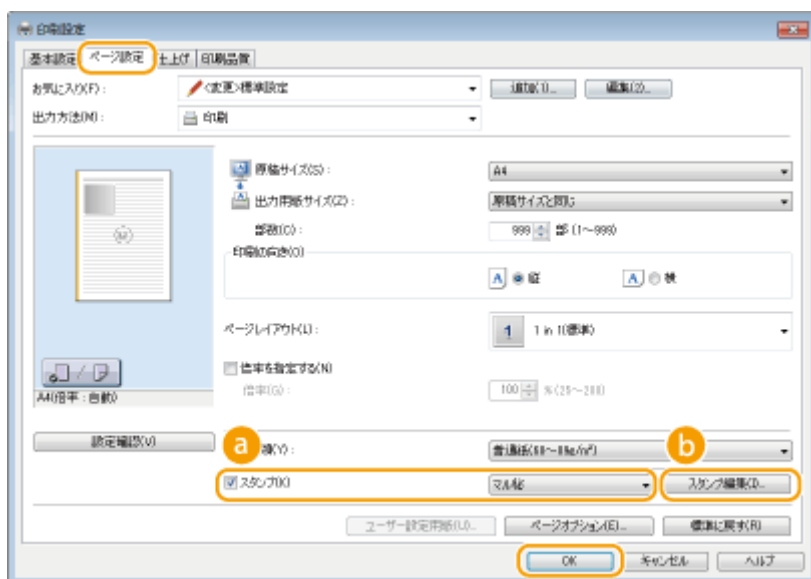 印刷設定
基本設定 ページ設定 仕上げ 印刷品質
お気に入り(F): <変更>標準設定 追加(1)... 編集(2)...
出力方法(M): 印刷
原稿サイズ(S): A4
出力用紙サイズ(Z): 原稿サイズと同じ
部数(C): 999 部 (1~999)
印刷の向き(O)
A 縦 A 横
ページレイアウト(L): 1 1 in 1(標準)
倍率を指定する(N)
倍率(G): 100 % (25~200)
A4(倍率:自動)
設定確認(V)
a b
(Y): 普通紙
スタンプ(K) マル秘 スタンプ編集(J)...
ユーザー設定用紙(U)... ページオプション(E)... 標準に戻す(R)
OK キャンセル ヘルプ